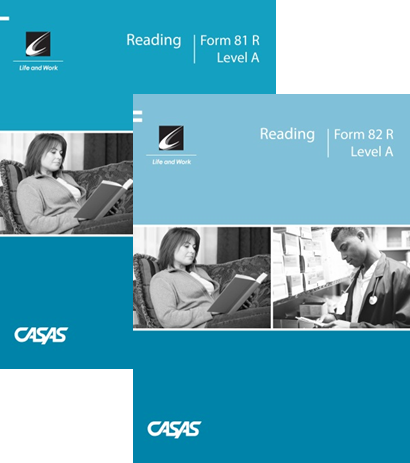 Reading
Form 81 R
Level A
Life and Work
CASAS
Reading
Form 82 R
Level A
Life and Work
CASAS